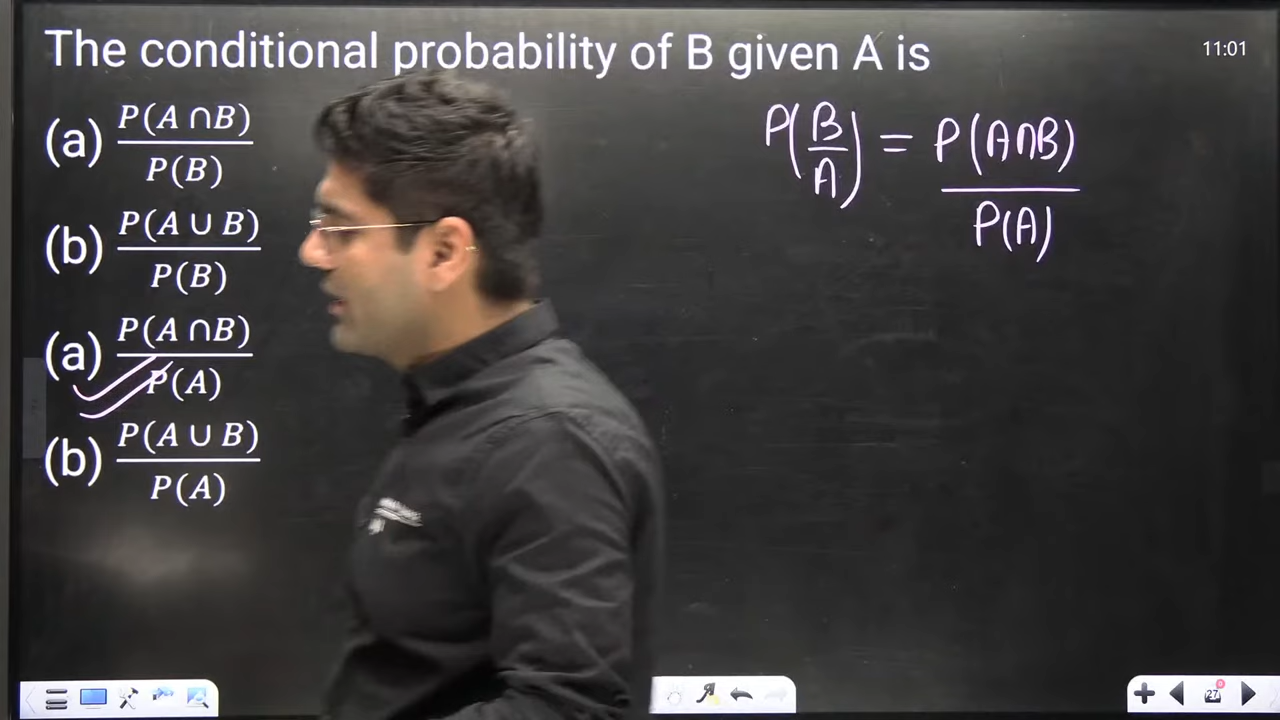 The conditional probability of B given A is
11:01
(a) P(A ∩B)
P(B)
(b) P(A ∪ B)
P(B)
(a) P(A ∩B)
P(A)
(b) P(A ∪ B)
P(A)
P(B/A) = P(A∩B)
P(A)
27